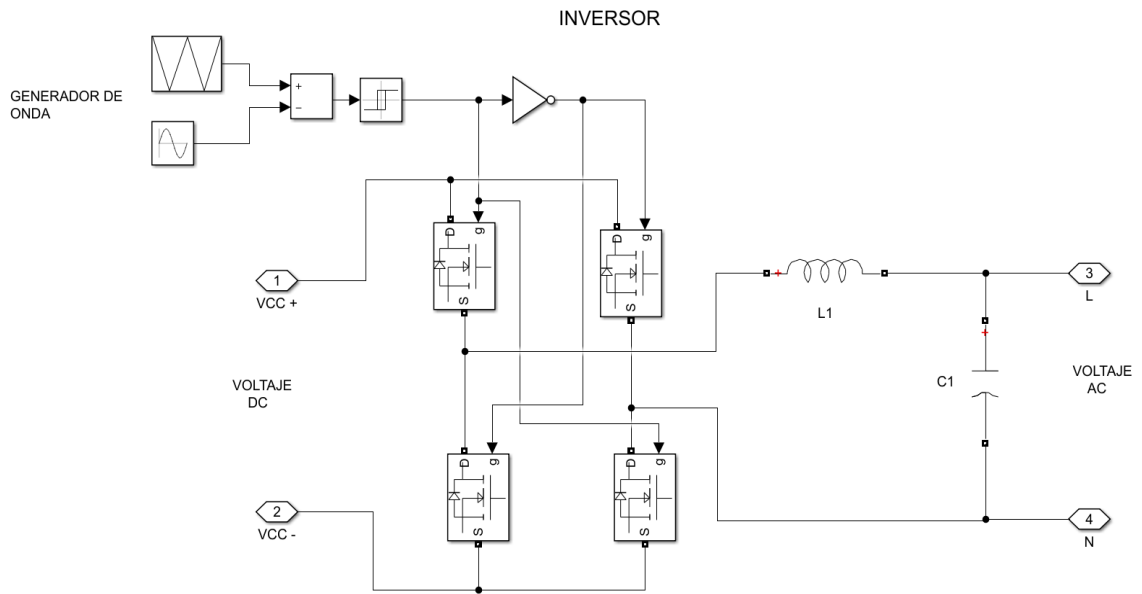 INVERSOR
GENERADOR DE
ONDA
+
−
D
g
D
g
S
S
1
VCC +
+
L1
3
L
+
C1
VOLTAJE
DC
VOLTAJE
AC
D
g
D
g
S
S
2
VCC -
4
N